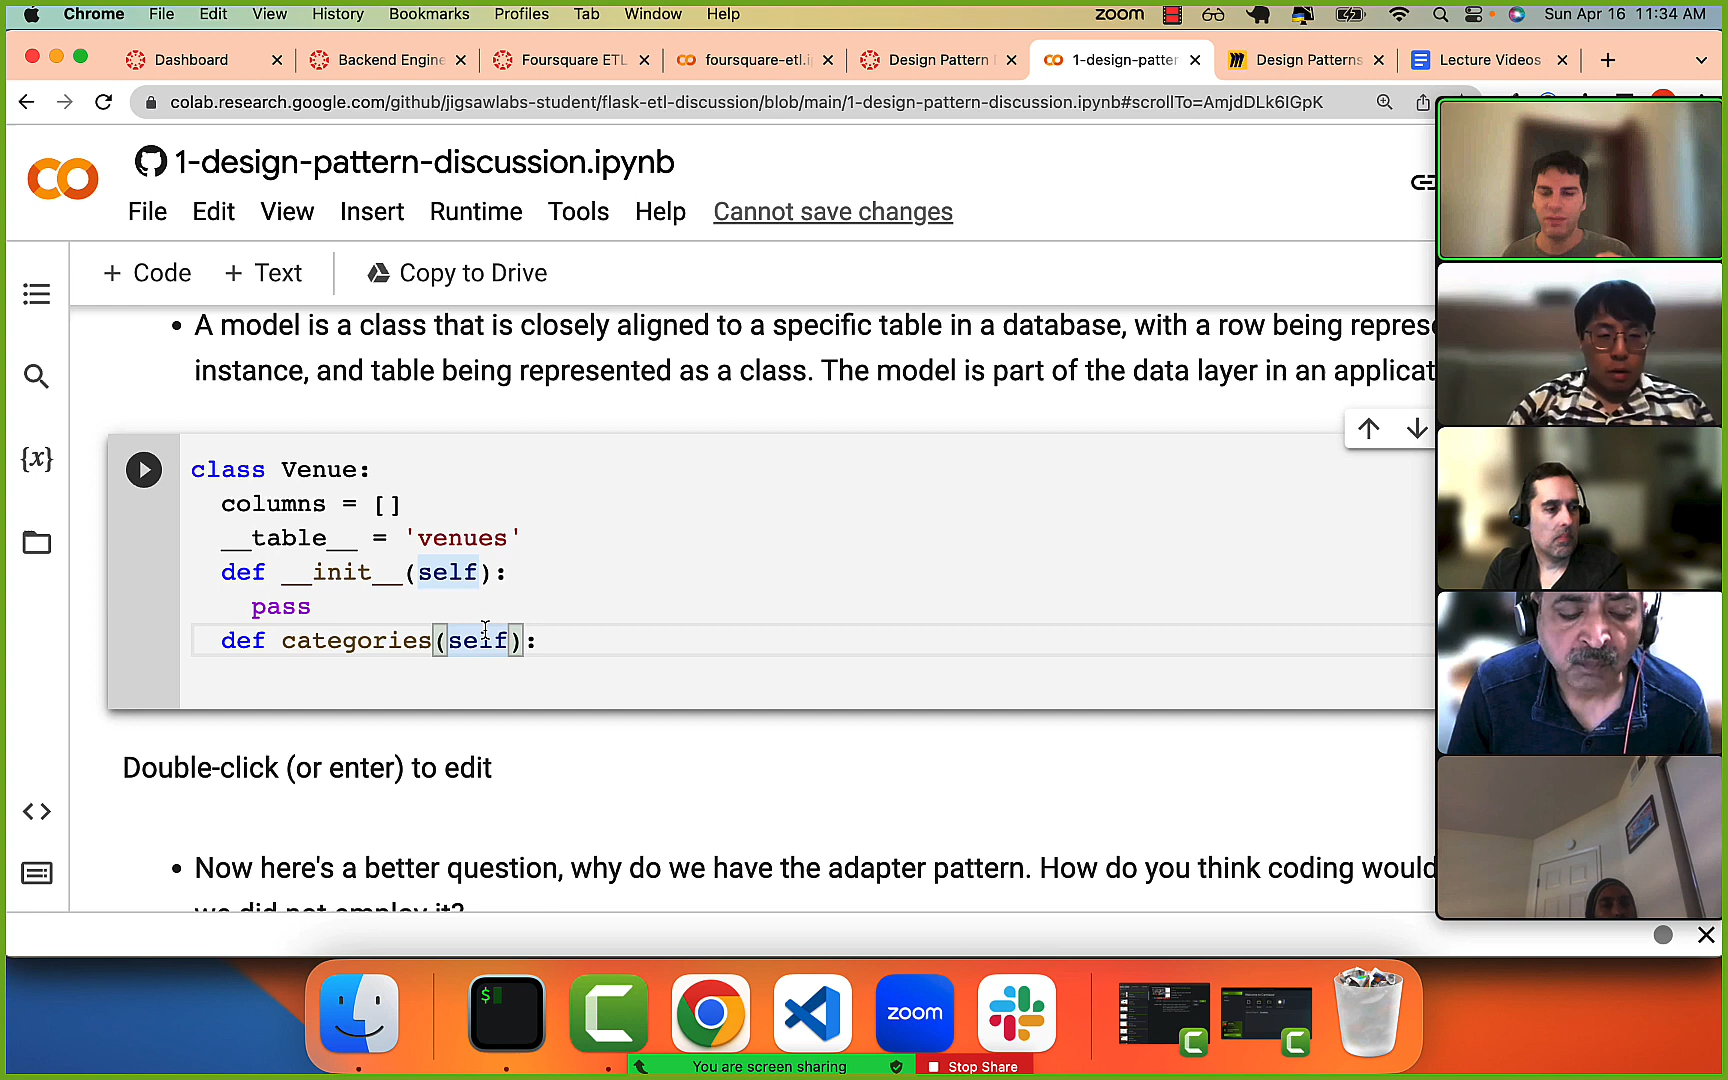 Chrome File Edit View History Bookmarks Profiles Tab Window Help zoom Sun Apr 16 11:34 AM
Dashboard Backend Engine Foursquare ETL foursquare-etl.i Design Pattern 1-design-patter Design Patterns Lecture Videos
colab.research.google.com/github/jigsawlabs-student/flask-etl-discussion/blob/main/1-design-pattern-discussion.ipynb#scrollTo=AmjdDLk6IGpK
1-design-pattern-discussion.ipynb
File Edit View Insert Runtime Tools Help Cannot save changes
+ Code + Text Copy to Drive
• A model is a class that is closely aligned to a specific table in a database, with a row being represe
instance, and table being represented as a class. The model is part of the data layer in an applicat
class Venue:
columns = []
__table__ = 'venues'
def __init__(self):
pass
def categories(self):
Double-click (or enter) to edit
• Now here's a better question, why do we have the adapter pattern. How do you think coding would
we did not employ it?
{x}
$
zoom
You are screen sharing Stop Share